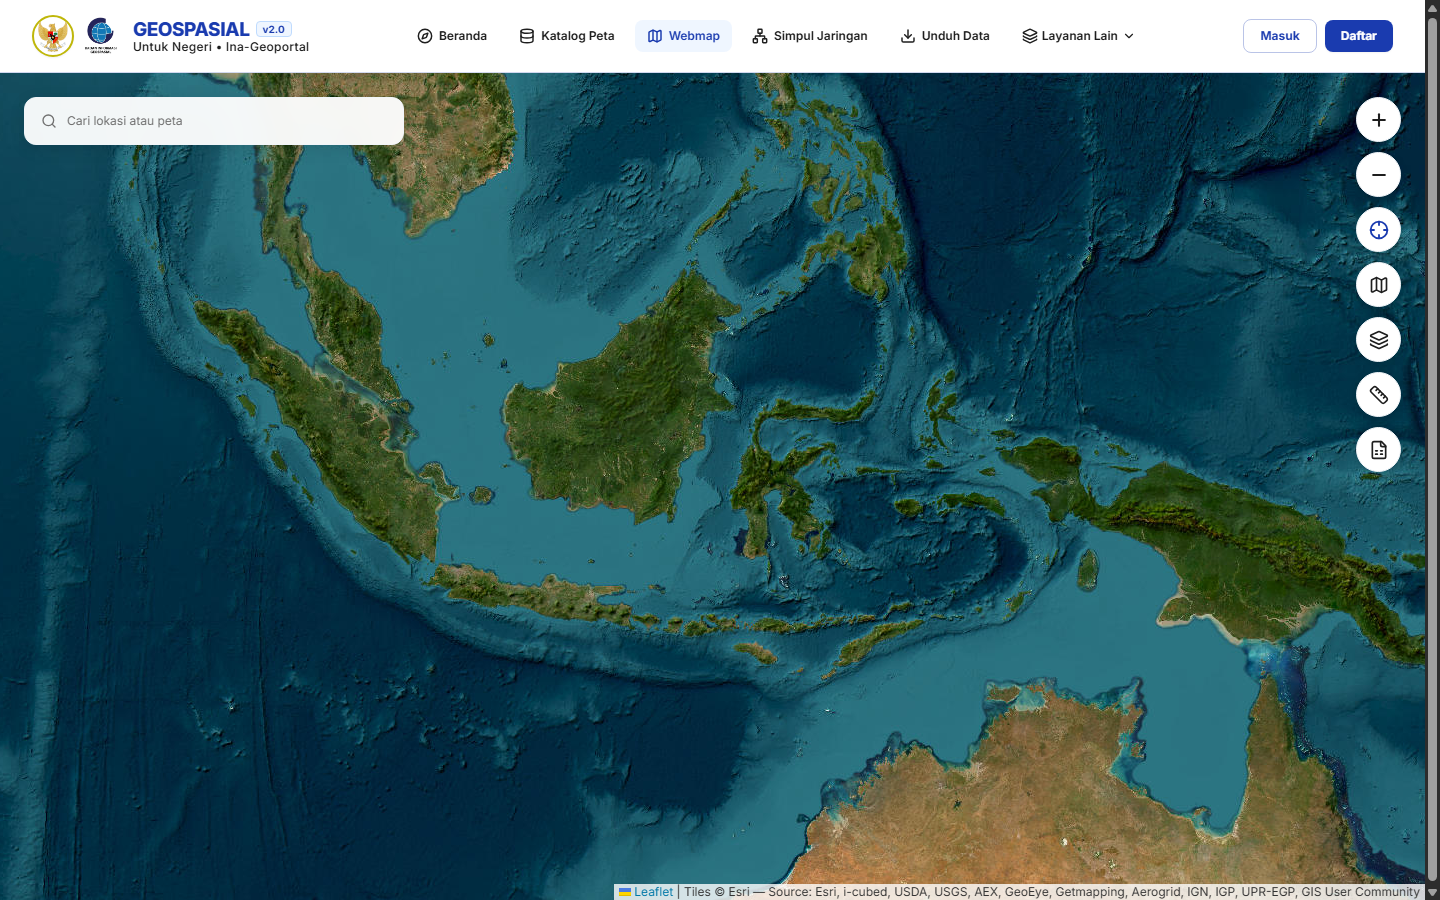 GEOSPASIAL v2.0
Untuk Negeri • Ina-Geoportal
Beranda
Katalog Peta
Webmap
Simpul Jaringan
Unduh Data
Layanan Lain
Masuk
Daftar
Cari lokasi atau peta
Leaflet | Tiles © Esri — Source: Esri, i-cubed, USDA, USGS, AEX, GeoEye, Getmapping, Aerogrid, IGN, IGP, UPR-EGP, GIS User Community